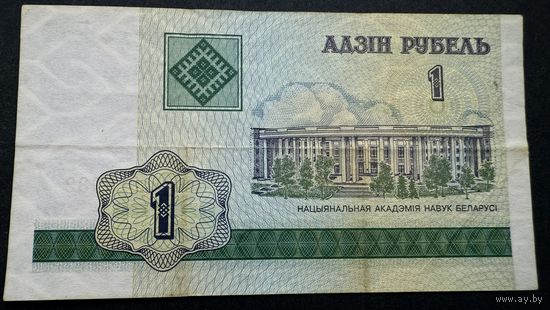 АДЗІН РУБЕЛЬ
1
НАЦЫЯНАЛЬНАЯ АКАДЭМІЯ НАВУК БЕЛАРУСІ
1
www.ay.by